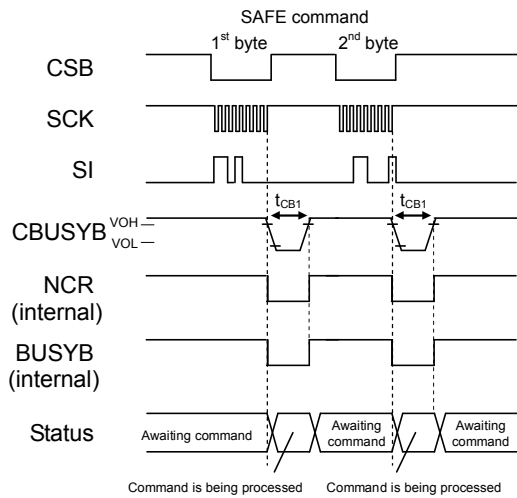 SAFE command
1st byte
2nd byte
CSB
SCK
SI
tCB1
tCB1
CBUSYB
VOH
VOL
NCR
(internal)
BUSYB
(internal)
Status
Awaiting command
Awaiting
command
Awaiting
command
Command is being processed
Command is being processed